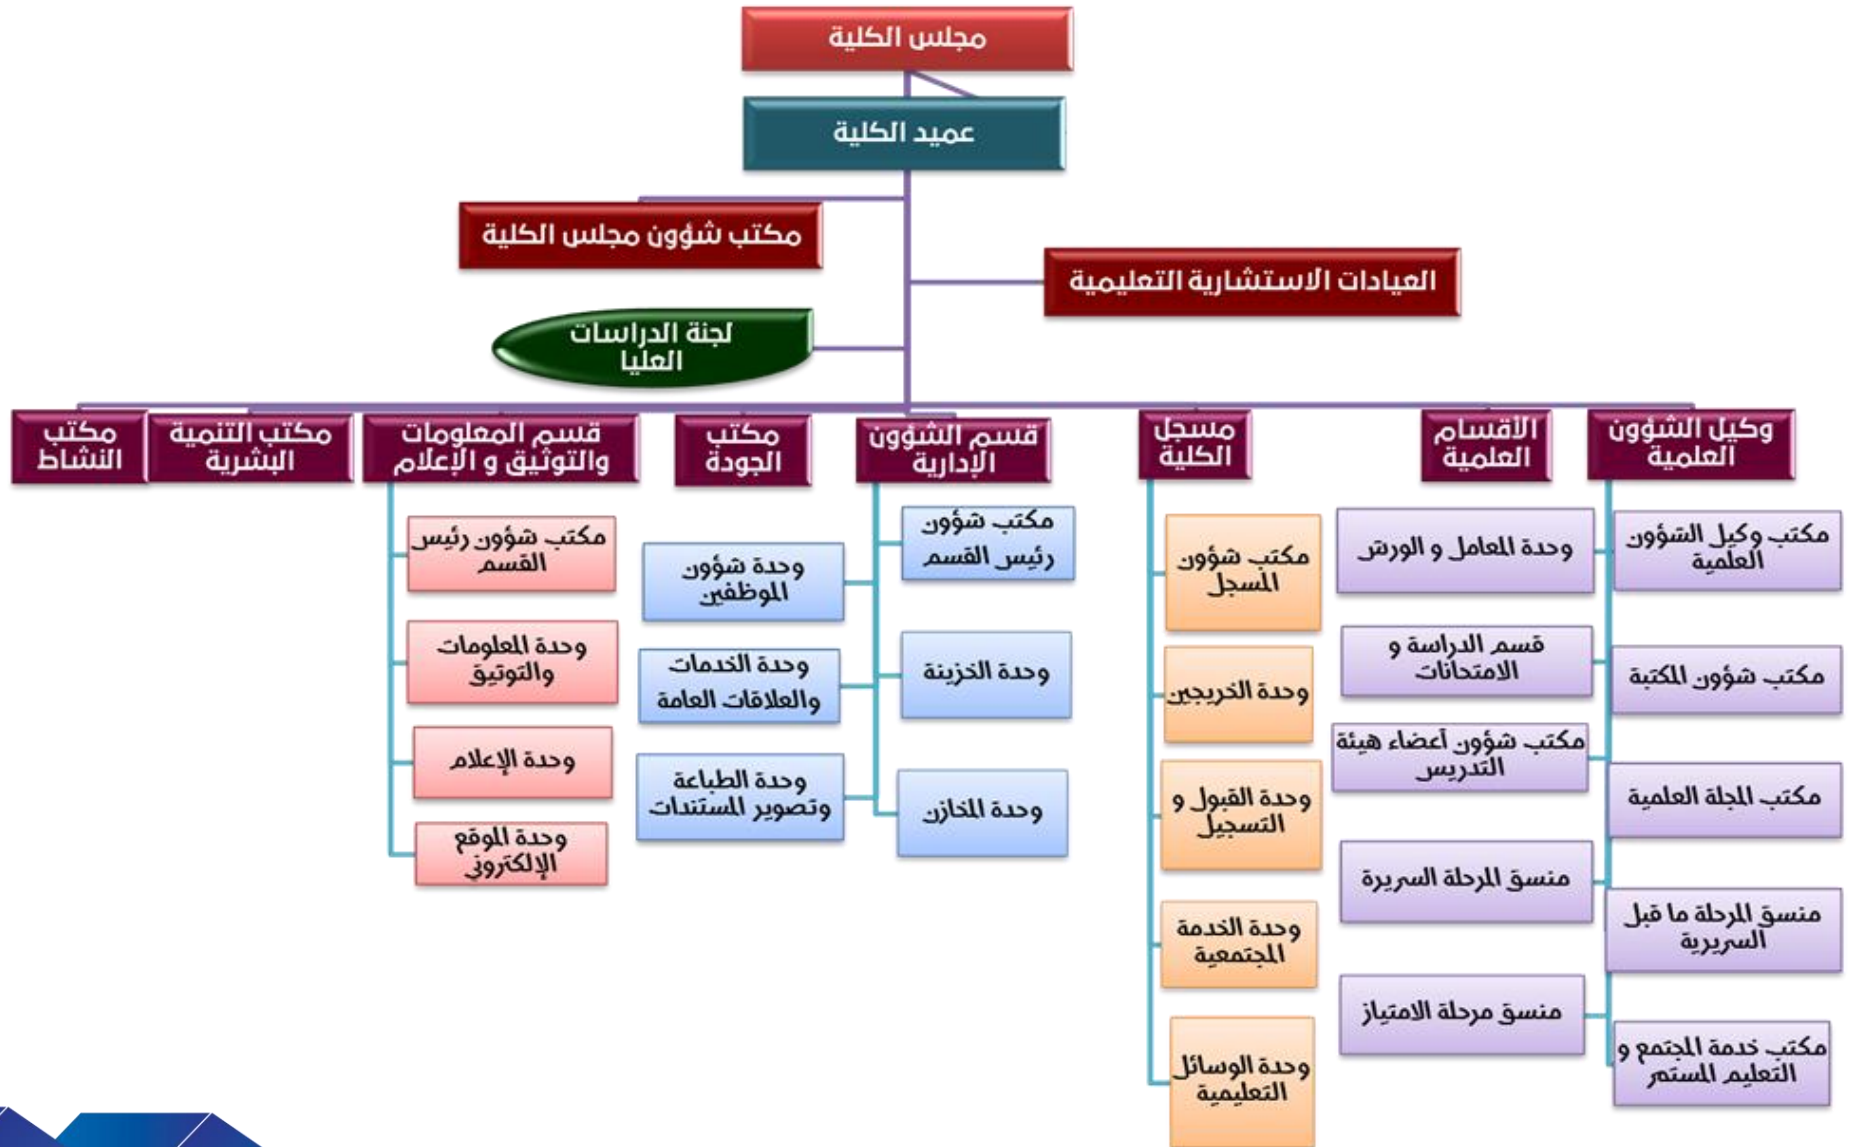 مجلس الكلية
عميد الكلية
مكتب شؤون مجلس الكلية
العيادات الاستشارية التعليمية
لجنة الدراسات
العليا
وكيل الشؤون
العلمية
الأقسام
العلمية
مسجل
الكلية
قسم الشؤون
الإدارية
مكتب
الجودة
قسم المعلومات
والتوثيق و الإعلام
مكتب التنمية
البشرية
مكتب
النشاط
مكتب وكيل الشؤون
العلمية
مكتب شؤون المكتبة
مكتب المجلة العلمية
منسق المرحلة ما قبل
السريرية
مكتب خدمة المجتمع و
التعليم المستمر
وحدة المعامل و الورش
قسم الدراسة و
الامتحانات
مكتب شؤون أعضاء هيئة
التدريس
منسق المرحلة السريرة
منسق مرحلة الامتياز
مكتب شؤون
المسجل
وحدة الخريجين
وحدة القبول و
التسجيل
وحدة الخدمة
المجتمعية
وحدة الوسائل
التعليمية
مكتب شؤون
رئيس القسم
وحدة الخزينة
وحدة المخازن
وحدة شؤون
الموظفين
وحدة الخدمات
والعلاقات العامة
وحدة الطباعة
وتصوير المستندات
مكتب شؤون رئيس
القسم
وحدة المعلومات
والتوثيق
وحدة الإعلام
وحدة الموقع
الإلكتروني